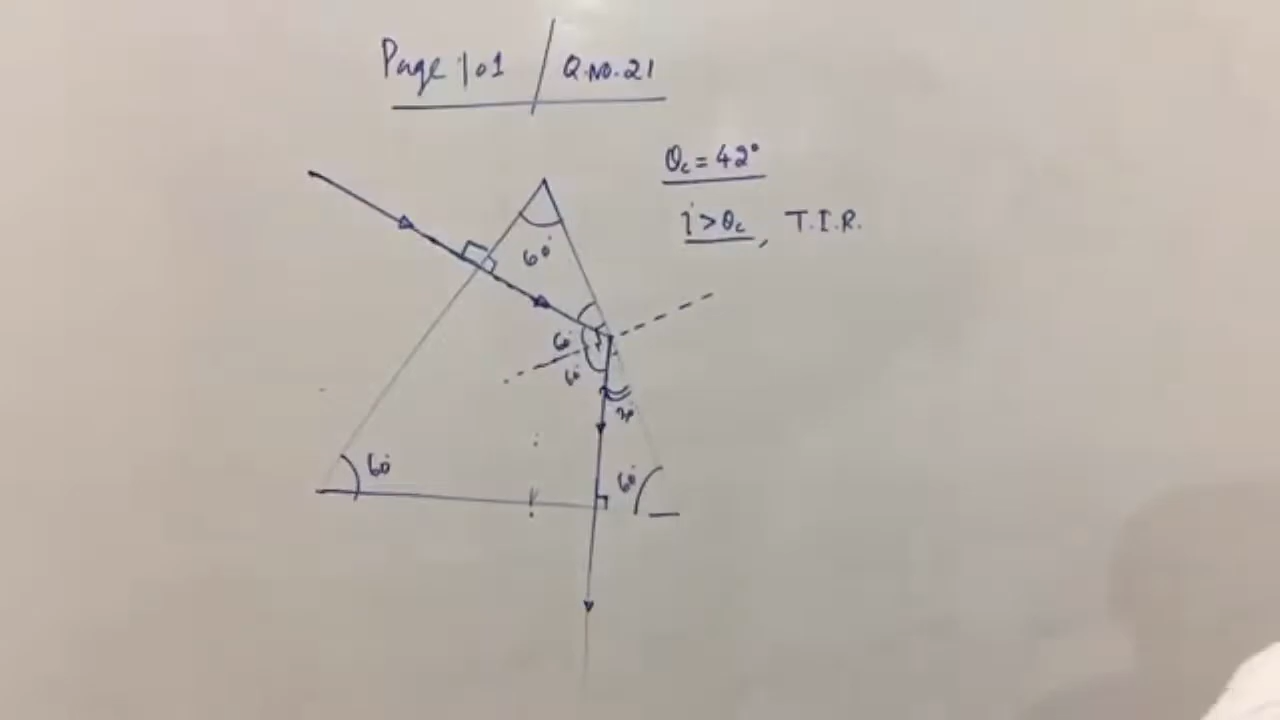 Page 101 / Q.NO.21
θc = 42°
i > θc, T.I.R.
60°
60°
60°
30°
60°
60°